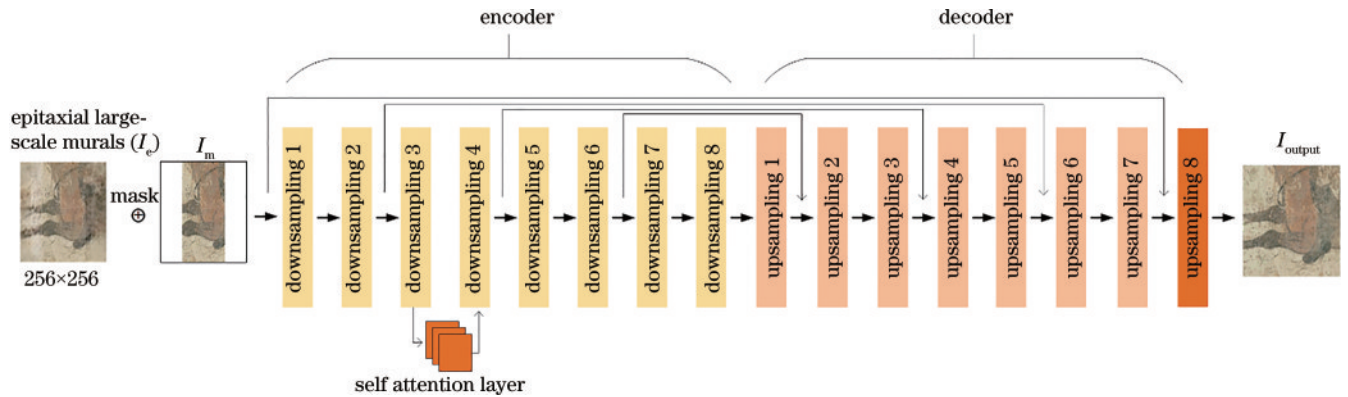 encoder
decoder
epitaxial large-
scale murals (Ie)
Im
mask
⊕
256×256
downsampling 1
downsampling 2
downsampling 3
downsampling 4
downsampling 5
downsampling 6
downsampling 7
downsampling 8
upsampling 1
upsampling 2
upsampling 3
upsampling 4
upsampling 5
upsampling 6
upsampling 7
upsampling 8
Ioutput
self attention layer